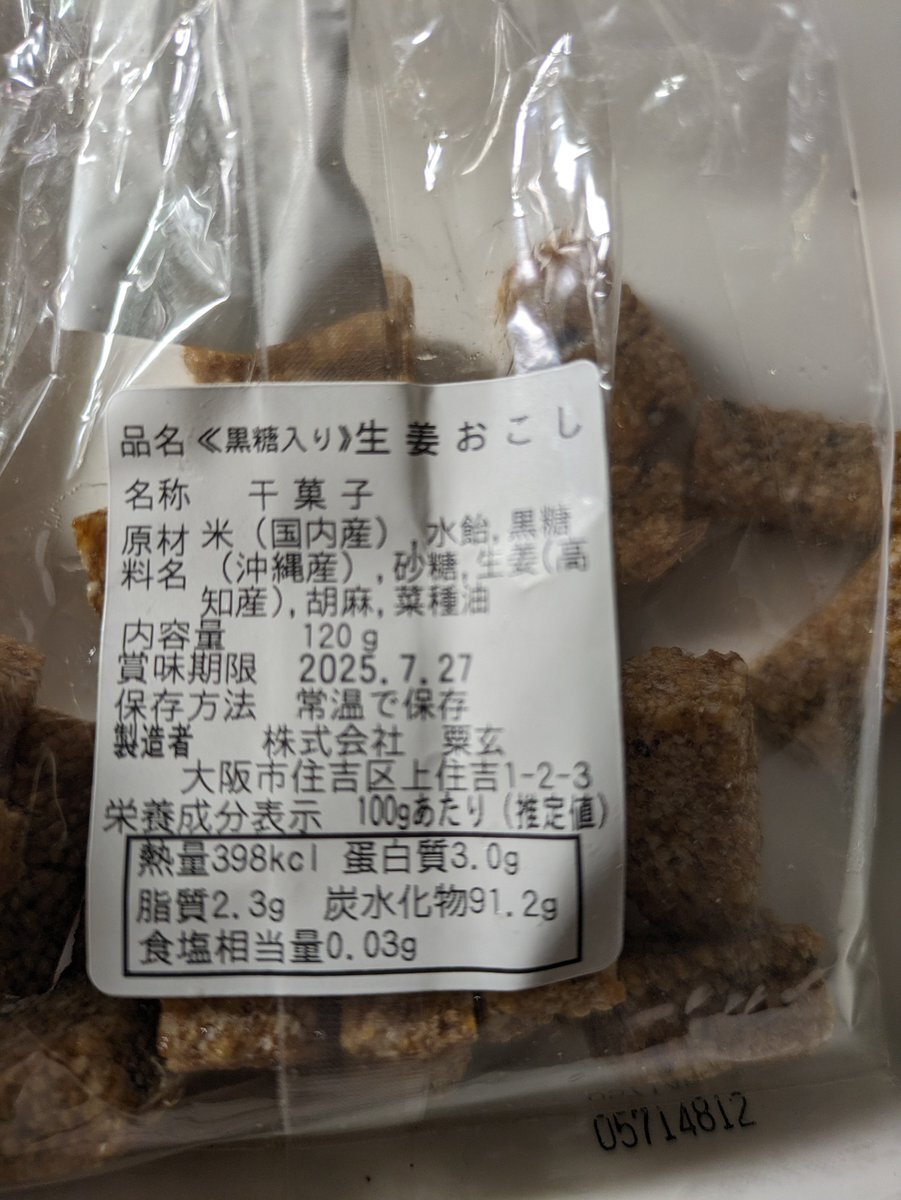 品名 ≪黒糖入り≫生姜おこし
名称 干菓子
原材料名 米（国内産）,水飴,黒糖
（沖縄産）,砂糖,生姜(高
知産),胡麻,菜種油
内容量 120g
賞味期限 2025.7.27
保存方法 常温で保存
製造者 株式会社 粟玄
大阪市住吉区上住吉1-2-3
栄養成分表示 100gあたり（推定値）
熱量398kcl 蛋白質3.0g
脂質2.3g 炭水化物91.2g
食塩相当量0.03g
05714812